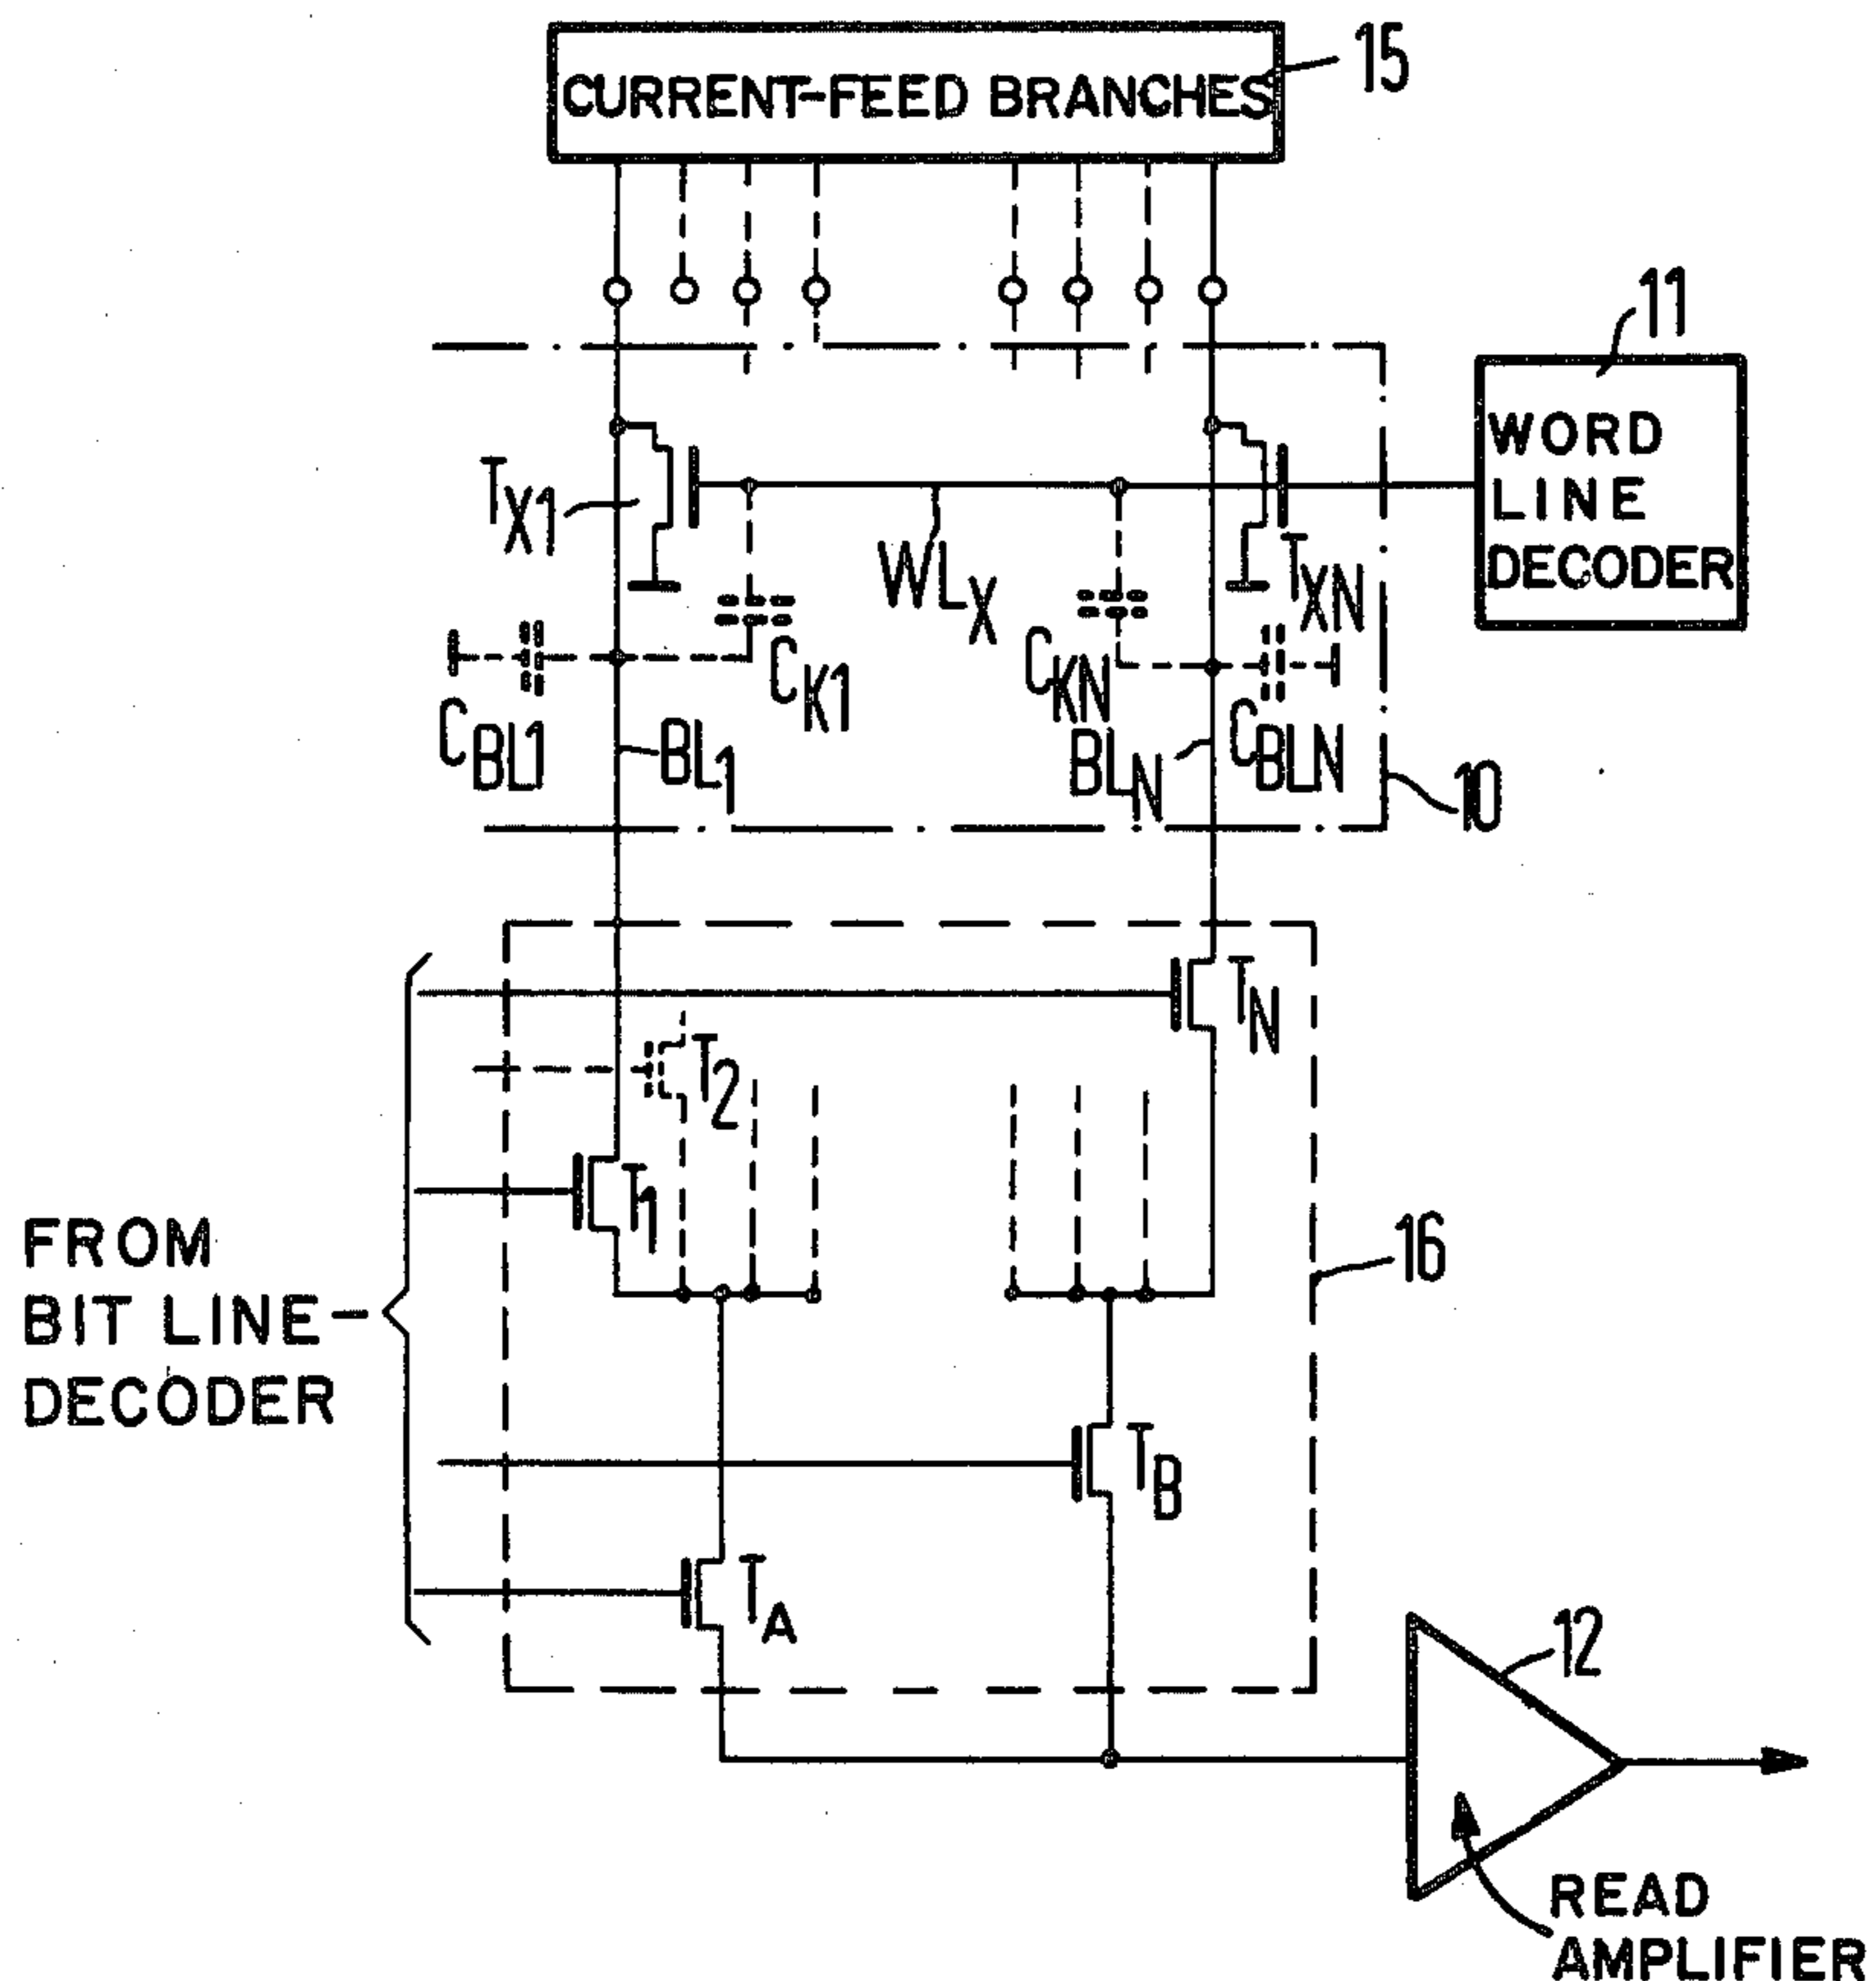 CURRENT-FEED BRANCHES
15
11
WORD
LINE
DECODER
TX1
WLX
TXN
CK1
CKN
CBL1
BL1
BLN
CBLN
10
TN
T2
T1
FROM
BIT LINE-
DECODER
16
TB
TA
12
READ
AMPLIFIER